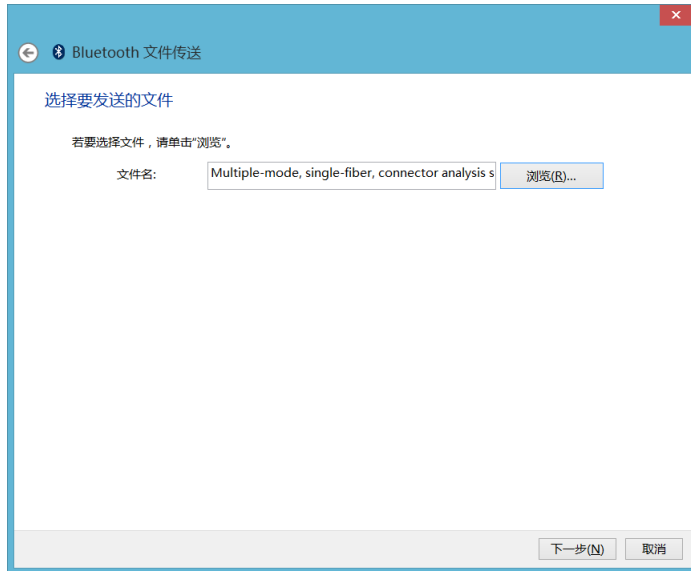 Bluetooth 文件传送
选择要发送的文件
若要选择文件，请单击“浏览”。
文件名: Multiple-mode, single-fiber, connector analysis s 浏览(R)...
下一步(N) 取消